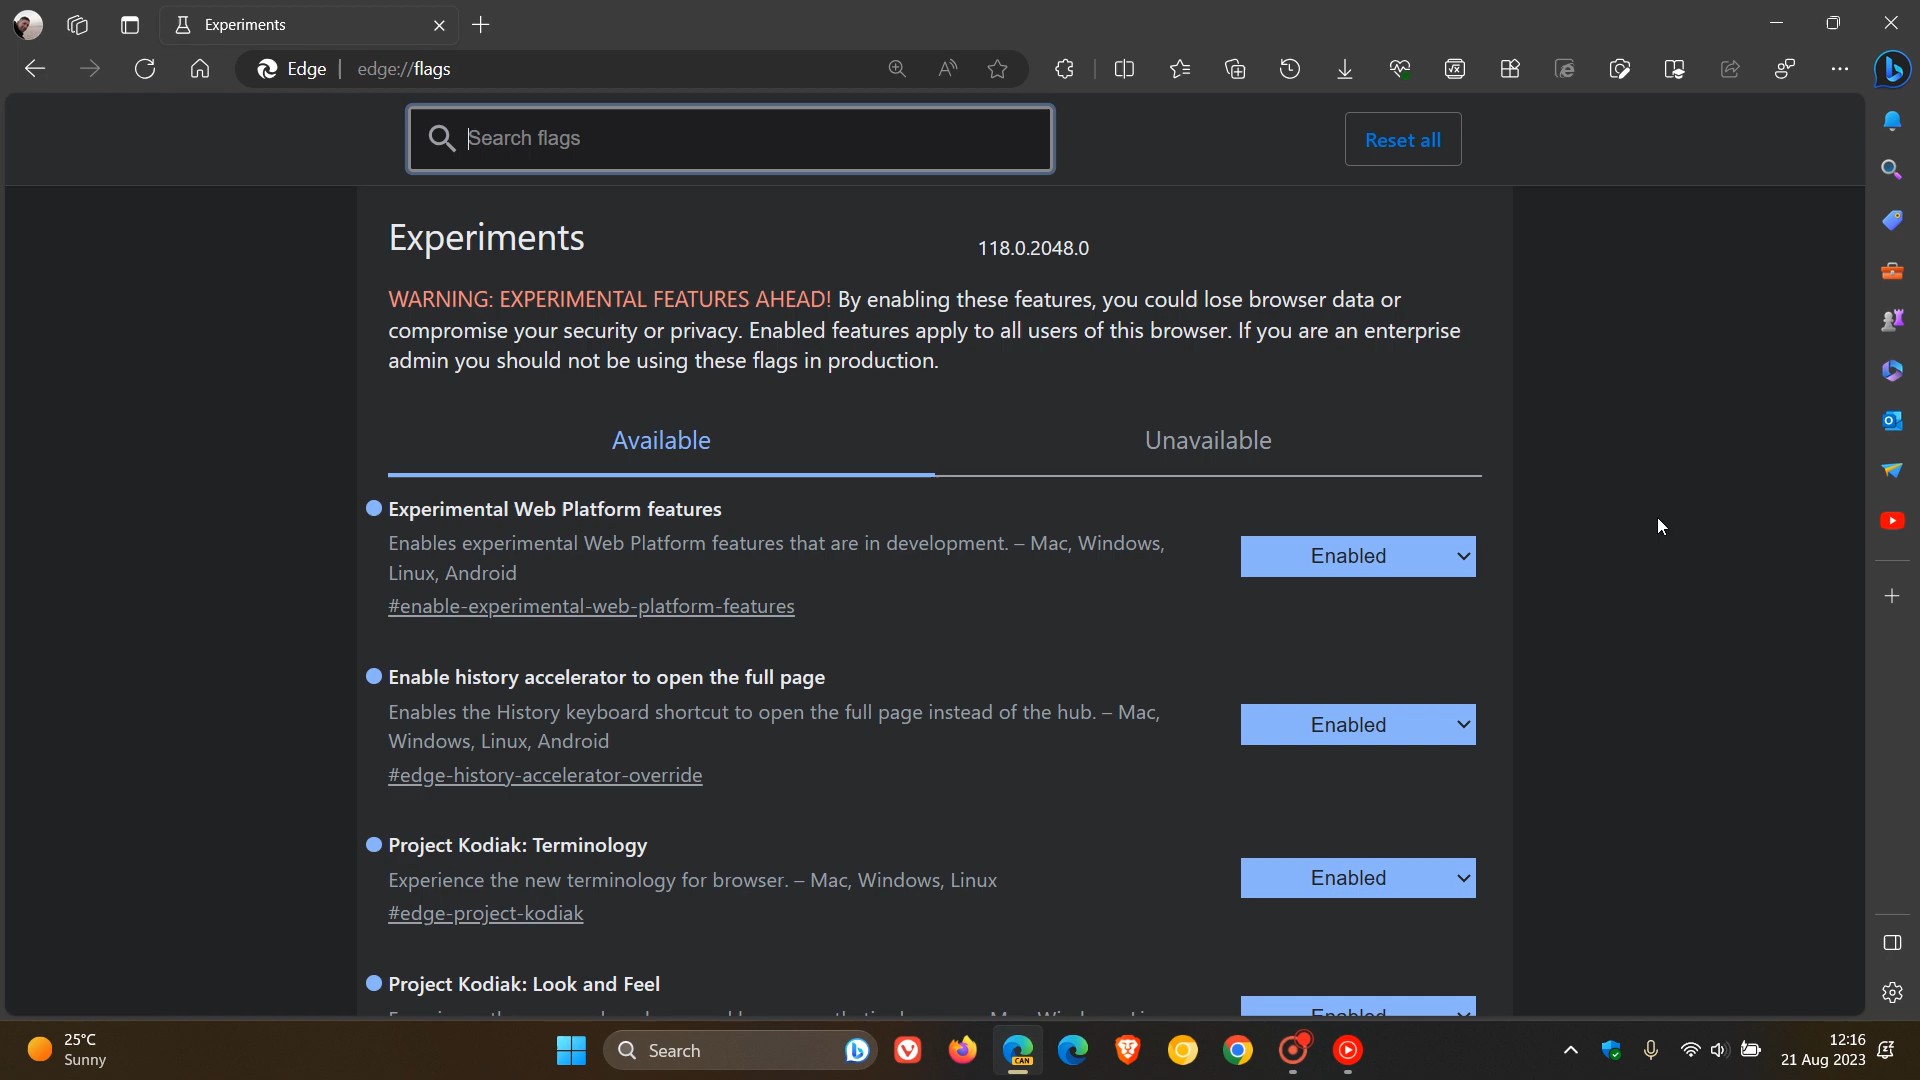 Experiments
Edge | edge://flags
Search flags
Reset all
Experiments
118.0.2048.0
WARNING: EXPERIMENTAL FEATURES AHEAD! By enabling these features, you could lose browser data or
compromise your security or privacy. Enabled features apply to all users of this browser. If you are an enterprise
admin you should not be using these flags in production.
Available
Unavailable
Experimental Web Platform features
Enables experimental Web Platform features that are in development. – Mac, Windows,
Linux, Android
#enable-experimental-web-platform-features
Enabled
Enable history accelerator to open the full page
Enables the History keyboard shortcut to open the full page instead of the hub. – Mac,
Windows, Linux, Android
#edge-history-accelerator-override
Enabled
Project Kodiak: Terminology
Experience the new terminology for browser. – Mac, Windows, Linux
#edge-project-kodiak
Enabled
Project Kodiak: Look and Feel
Enabled
25°C
Sunny
Search
CAN
12:16
21 Aug 2023